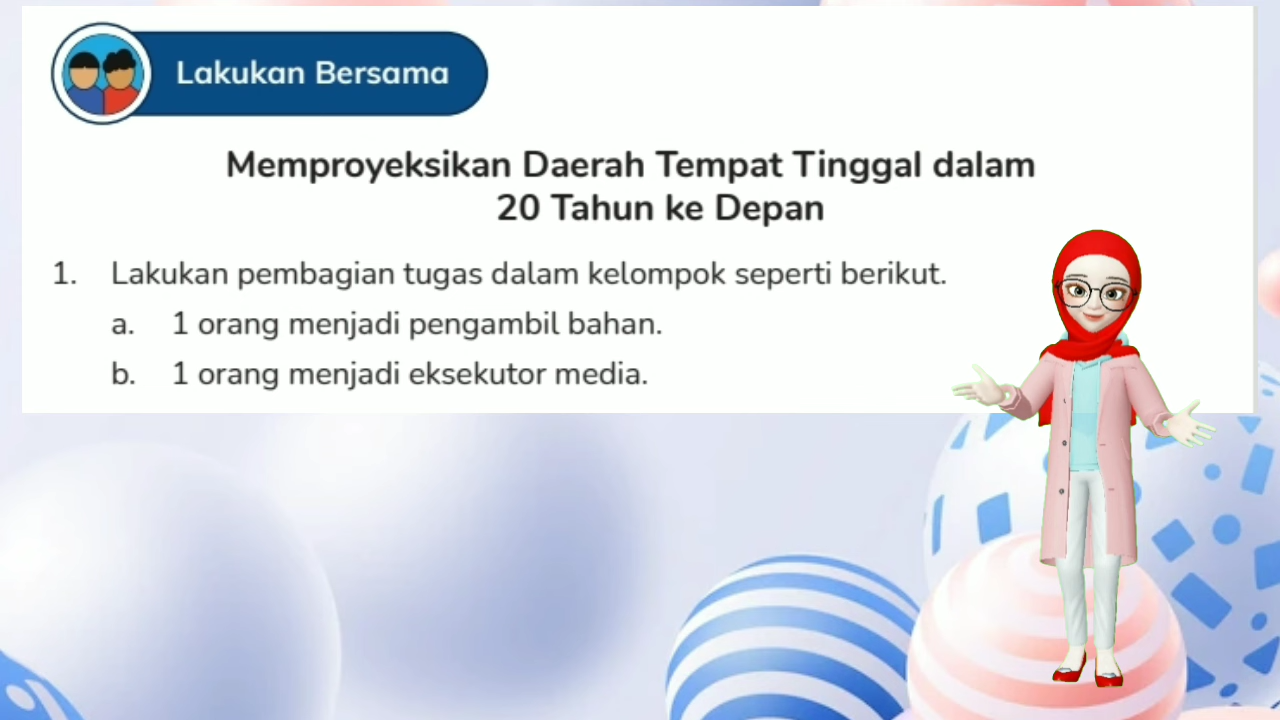 Lakukan Bersama
Memproyeksikan Daerah Tempat Tinggal dalam
20 Tahun ke Depan
1. Lakukan pembagian tugas dalam kelompok seperti berikut.
a. 1 orang menjadi pengambil bahan.
b. 1 orang menjadi eksekutor media.